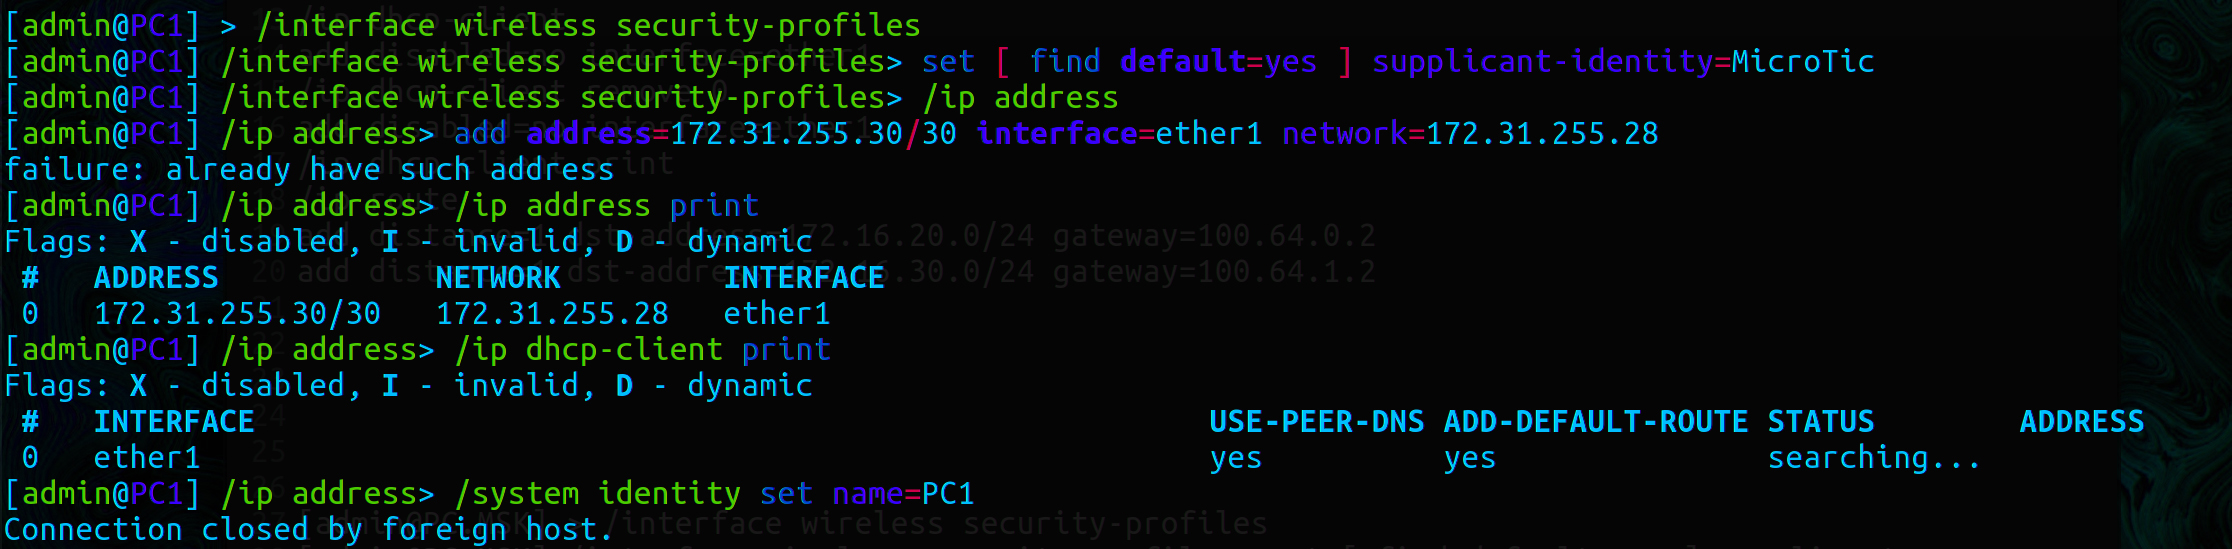 [admin@PC1] > /interface wireless security-profiles
[admin@PC1] /interface wireless security-profiles> set [ find default=yes ] supplicant-identity=MicroTic
[admin@PC1] /interface wireless security-profiles> /ip address
[admin@PC1] /ip address> add address=172.31.255.30/30 interface=ether1 network=172.31.255.28
failure: already have such address
[admin@PC1] /ip address> /ip address print
Flags: X - disabled, I - invalid, D - dynamic
 #   ADDRESS            NETWORK         INTERFACE
 0   172.31.255.30/30   172.31.255.28   ether1
[admin@PC1] /ip address> /ip dhcp-client print
Flags: X - disabled, I - invalid, D - dynamic
 #   INTERFACE                                                     USE-PEER-DNS ADD-DEFAULT-ROUTE STATUS        ADDRESS
 0   ether1                                                        yes          yes               searching...
[admin@PC1] /ip address> /system identity set name=PC1
Connection closed by foreign host.